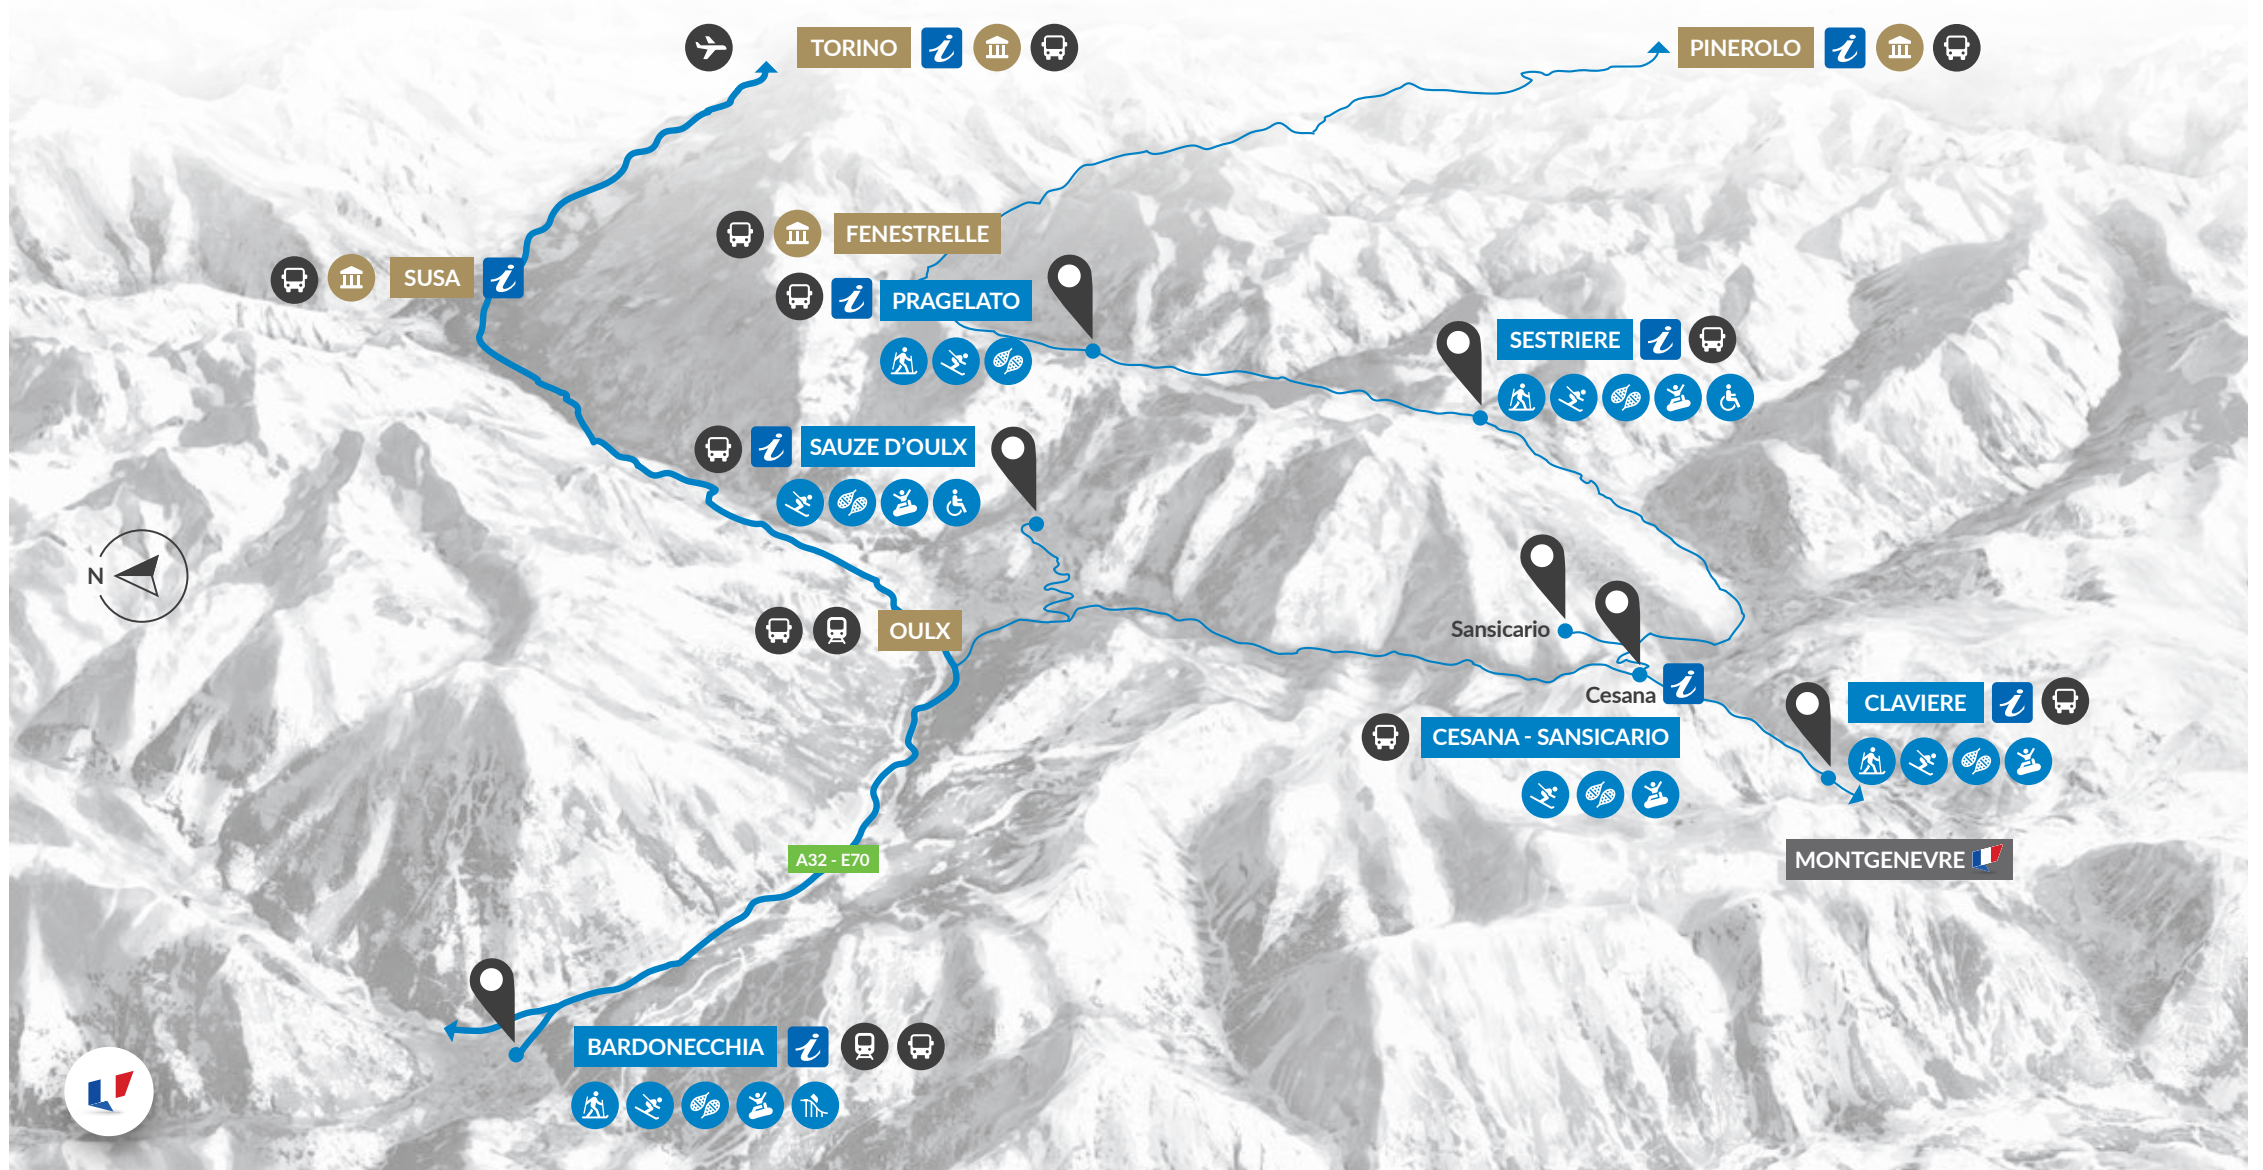 TORINO
PINEROLO
FENESTRELLE
SUSA
PRAGELATO
SESTRIERE
SAUZE D'OULX
N
OULX
Sansicario
Cesana
CLAVIERE
CESANA - SANSICARIO
A32 - E70
MONTGENEVRE
BARDONECCHIA